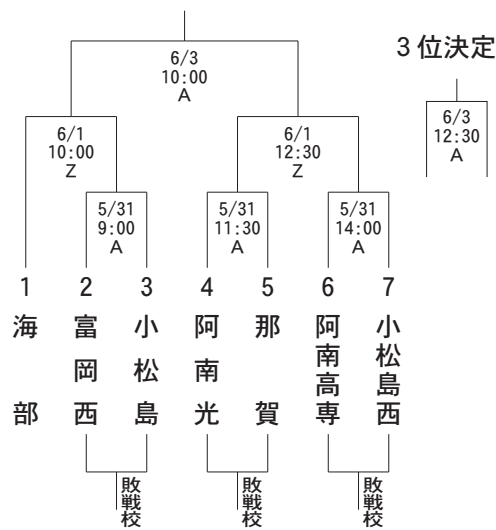 3位決定
6/3
10:00
A
6/3
12:30
A
6/1
10:00
Z
6/1
12:30
Z
5/31
9:00
A
5/31
11:30
A
5/31
14:00
A
1
2
3
4
5
6
7
海部
富岡西
小松島
阿南光
那賀
阿南高専
小松島西
敗戦校
敗戦校
敗戦校